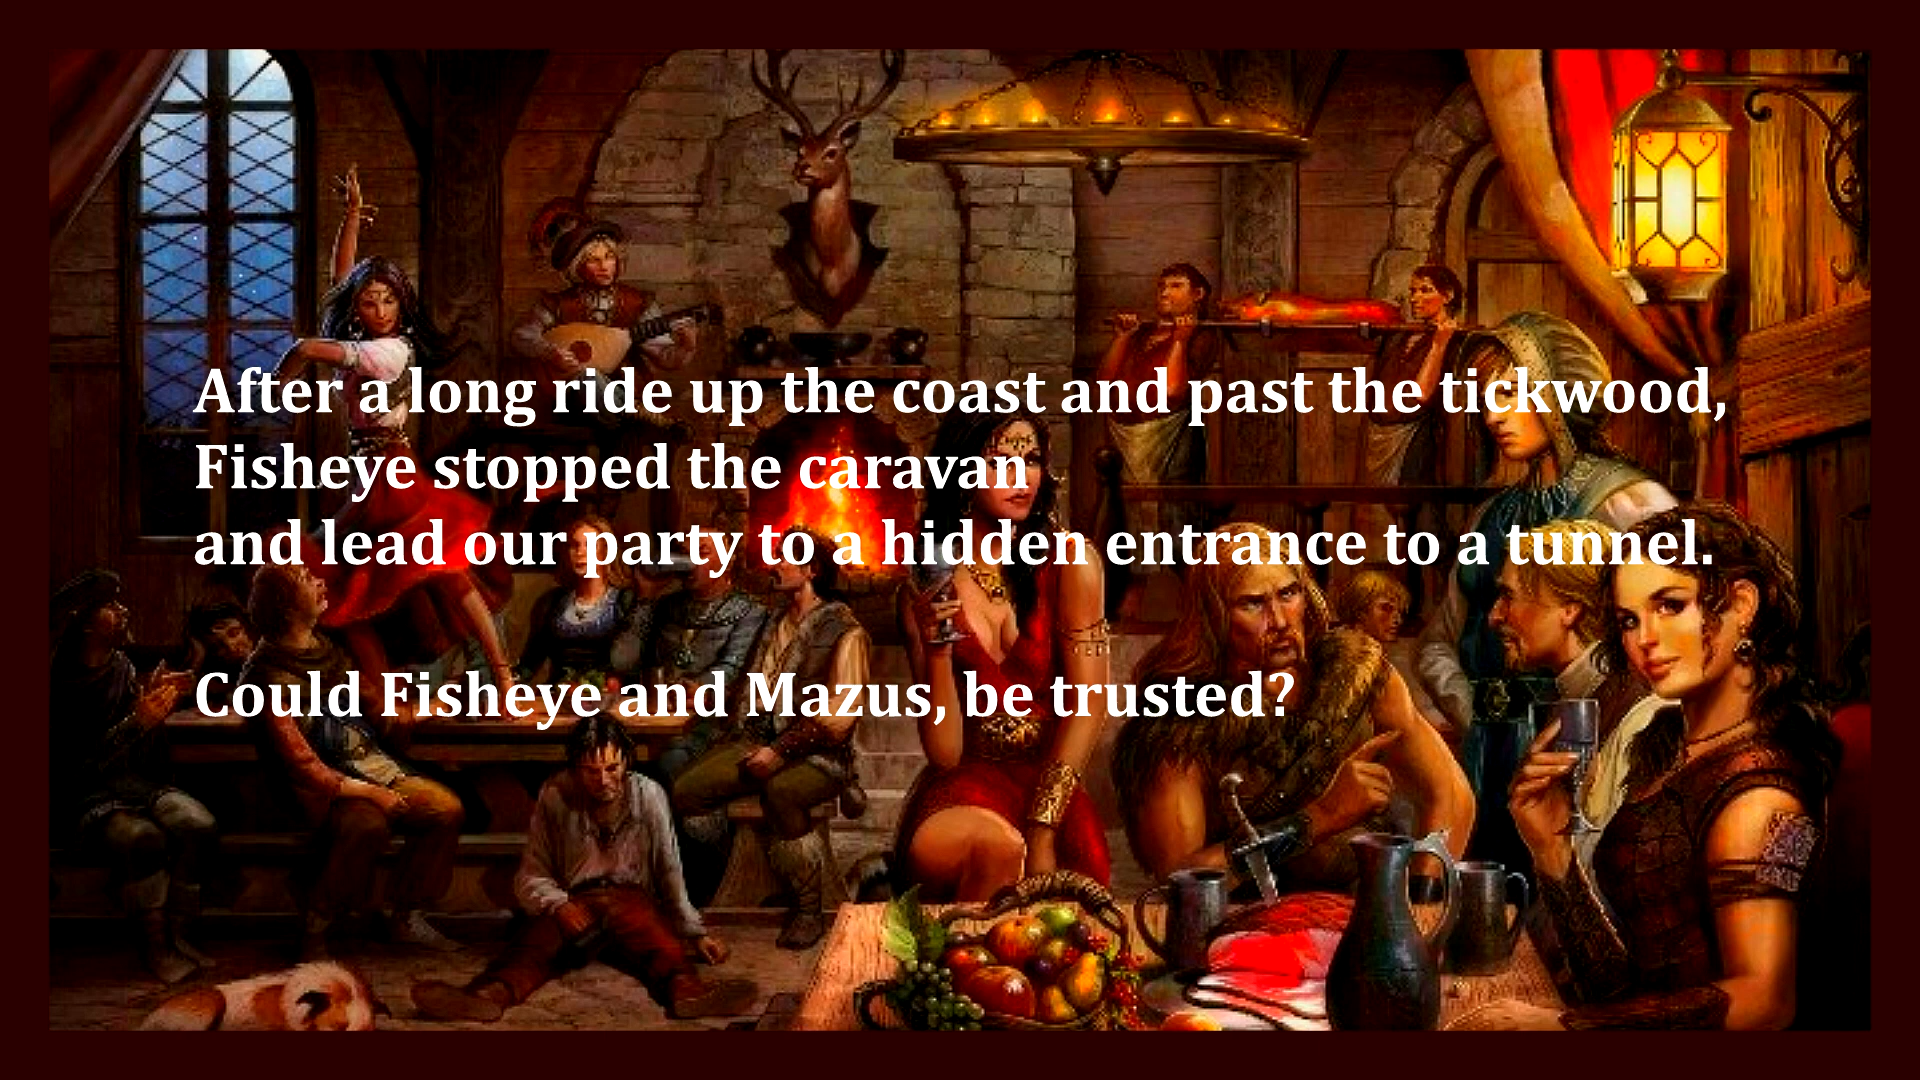 After a long ride up the coast and past the tickwood,
Fisheye stopped the caravan
and lead our party to a hidden entrance to a tunnel.
Could Fisheye and Mazus, be trusted?